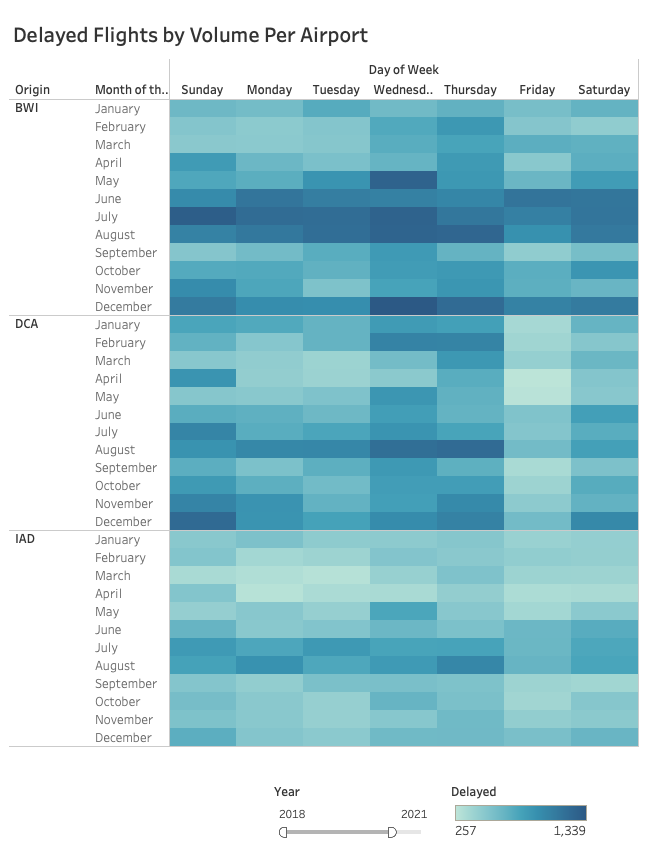 Delayed Flights by Volume Per Airport
Day of Week
Origin Month of th.. Sunday Monday Tuesday Wednesd.. Thursday Friday Saturday
BWI January
February
March
April
May
June
July
August
September
October
November
December
DCA January
February
March
April
May
June
July
August
September
October
November
December
IAD January
February
March
April
May
June
July
August
September
October
November
December
Year Delayed
2018 2021
257 1,339